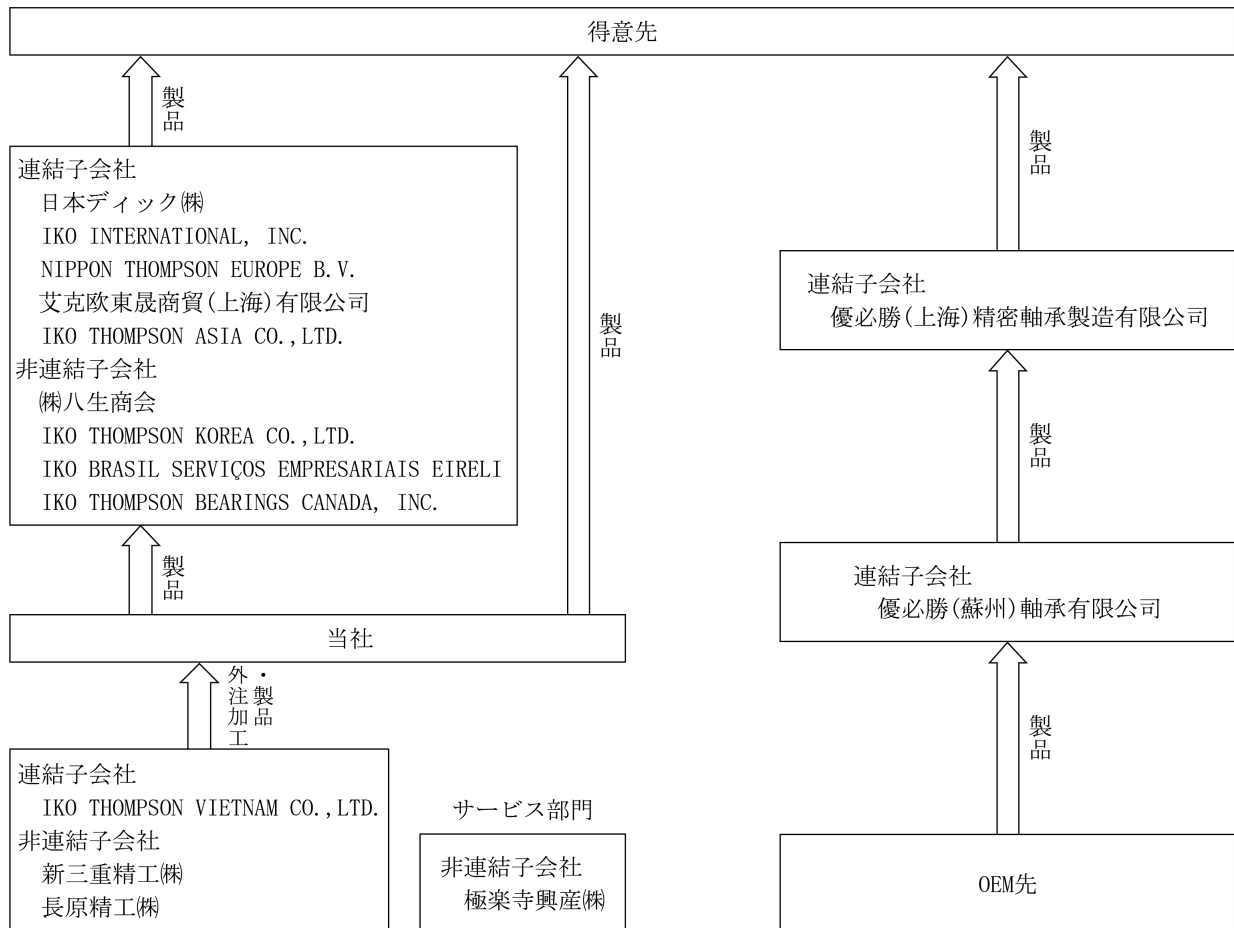 得意先
製品
連結子会社
日本ディック㈱
IKO INTERNATIONAL, INC.
NIPPON THOMPSON EUROPE B.V.
艾克欧東晟商貿(上海)有限公司
IKO THOMPSON ASIA CO.,LTD.
非連結子会社
㈱八生商会
IKO THOMPSON KOREA CO.,LTD.
IKO BRASIL SERVIÇOS EMPRESARIAIS EIRELI
IKO THOMPSON BEARINGS CANADA, INC.
製品
当社
製品
・製品
外注加工
連結子会社
IKO THOMPSON VIETNAM CO.,LTD.
非連結子会社
新三重精工㈱
長原精工㈱
サービス部門
非連結子会社
極楽寺興産㈱
製品
連結子会社
優必勝(上海)精密軸承製造有限公司
製品
連結子会社
優必勝(蘇州)軸承有限公司
製品
OEM先